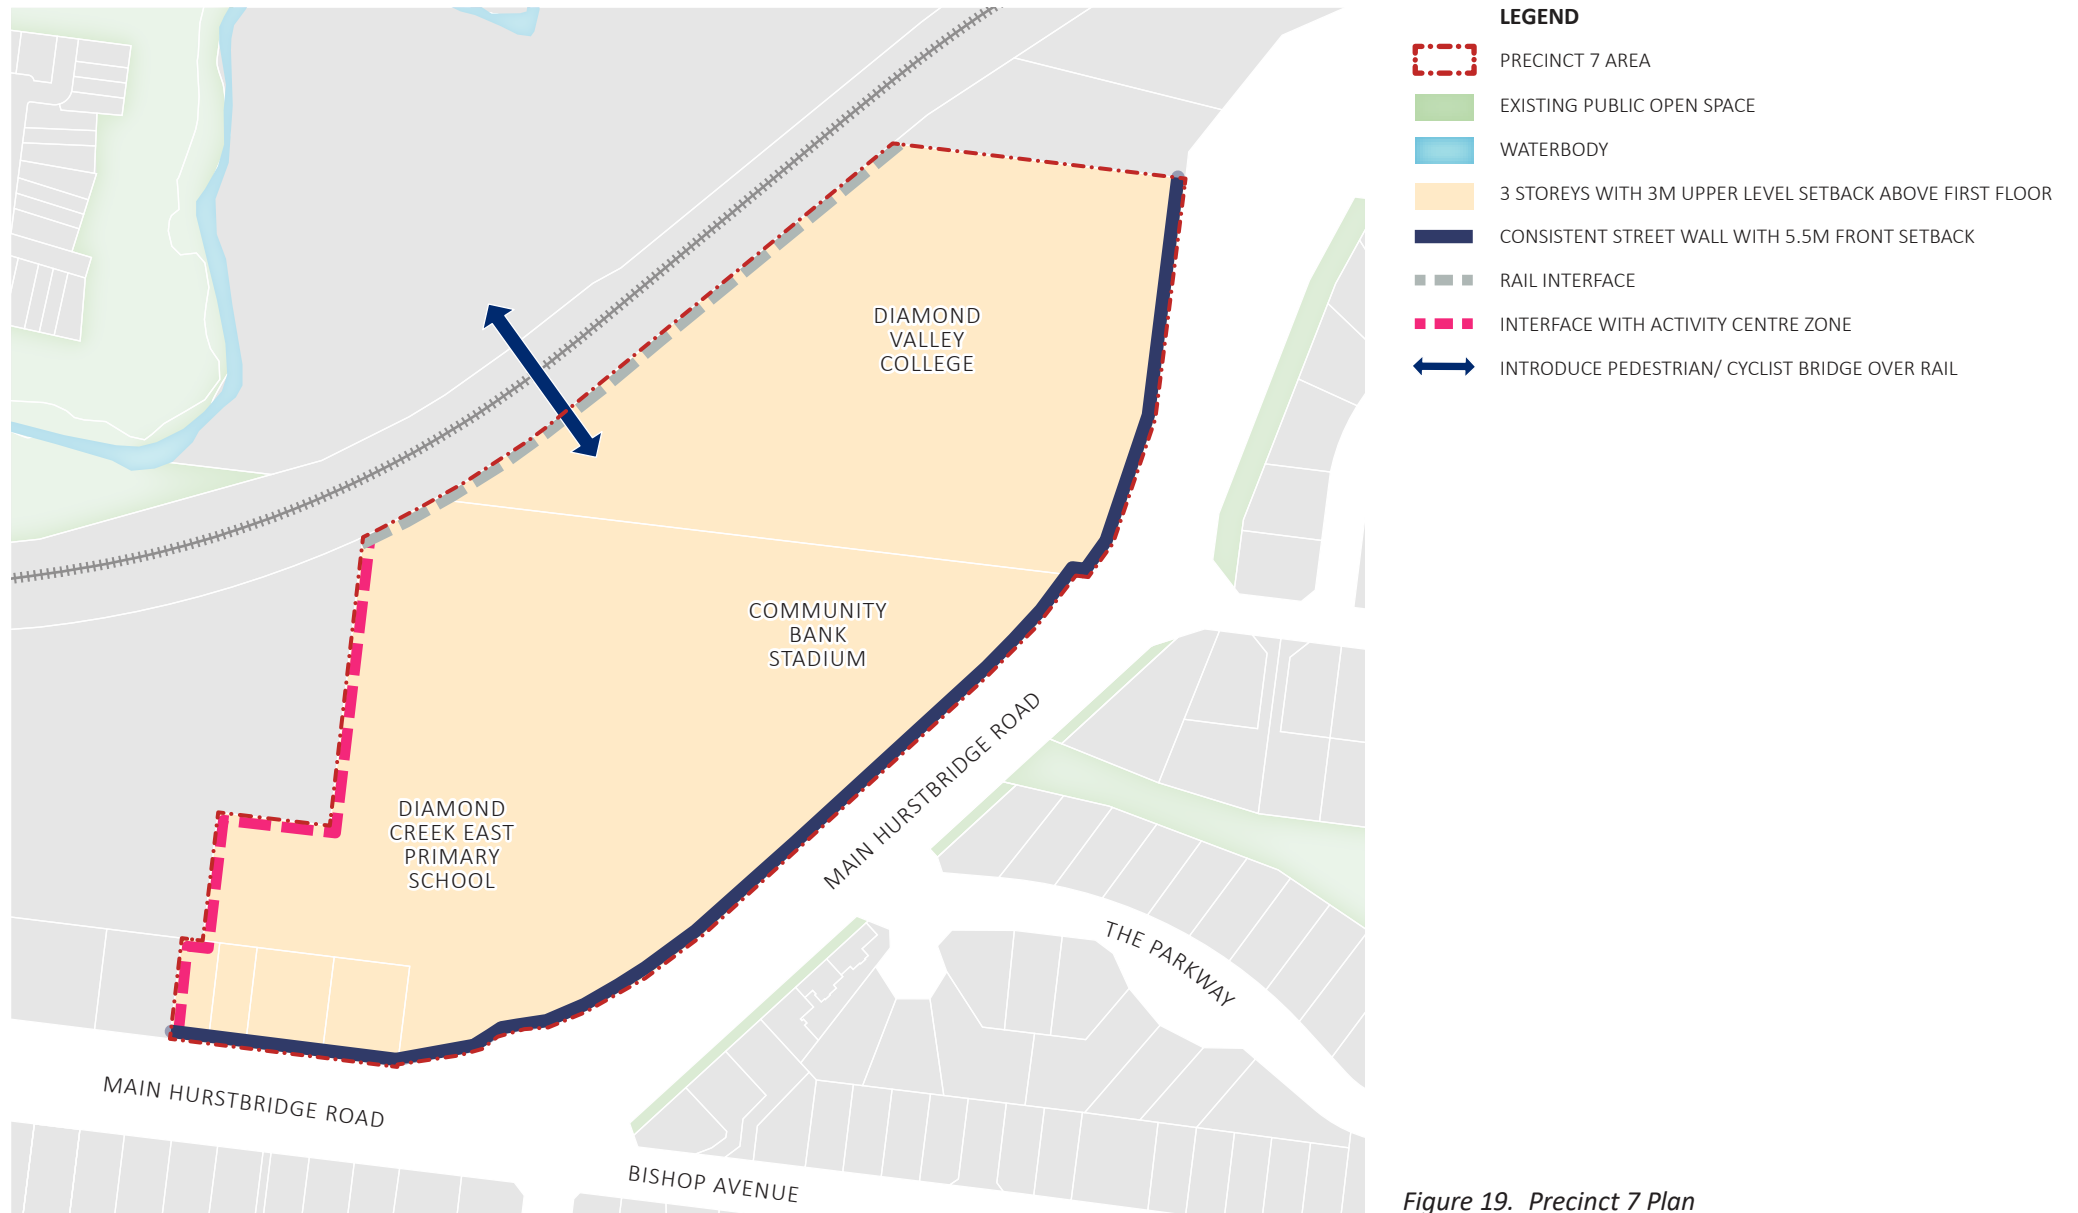 LEGEND
PRECINCT 7 AREA
EXISTING PUBLIC OPEN SPACE
WATERBODY
3 STOREYS WITH 3M UPPER LEVEL SETBACK ABOVE FIRST FLOOR
CONSISTENT STREET WALL WITH 5.5M FRONT SETBACK
RAIL INTERFACE
INTERFACE WITH ACTIVITY CENTRE ZONE
INTRODUCE PEDESTRIAN/ CYCLIST BRIDGE OVER RAIL
DIAMOND
VALLEY
COLLEGE
COMMUNITY
BANK
STADIUM
DIAMOND
CREEK EAST
PRIMARY
SCHOOL
MAIN HURSTBRIDGE ROAD
THE PARKWAY
MAIN HURSTBRIDGE ROAD
BISHOP AVENUE
Figure 19. Precinct 7 Plan